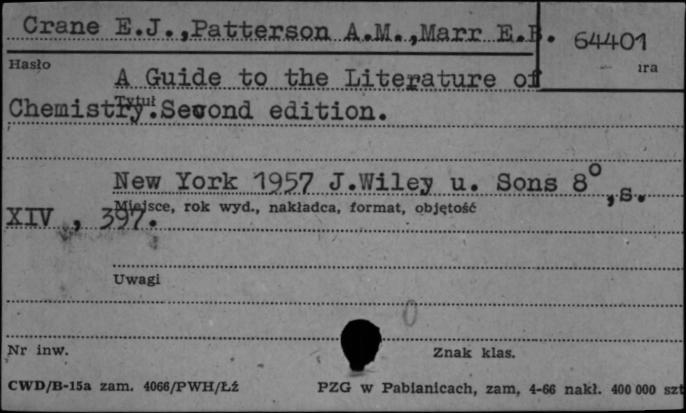 Crane E.J.,Patterson A.M.,Marr E.B. 64401
Hasło ura
A Guide to the Literature of
Tytuł
Chemistry.Second edition.
New York 1957 J.Wiley u. Sons 8°,s.
Miejsce, rok wyd., nakładca, format, objętość
XIV , 397.
Uwagi
0
Nr inw. Znak klas.
CWD/B-15a zam. 4066/PWH/Łź PZG w Pabianicach, zam, 4-66 nakł. 400 000 szt